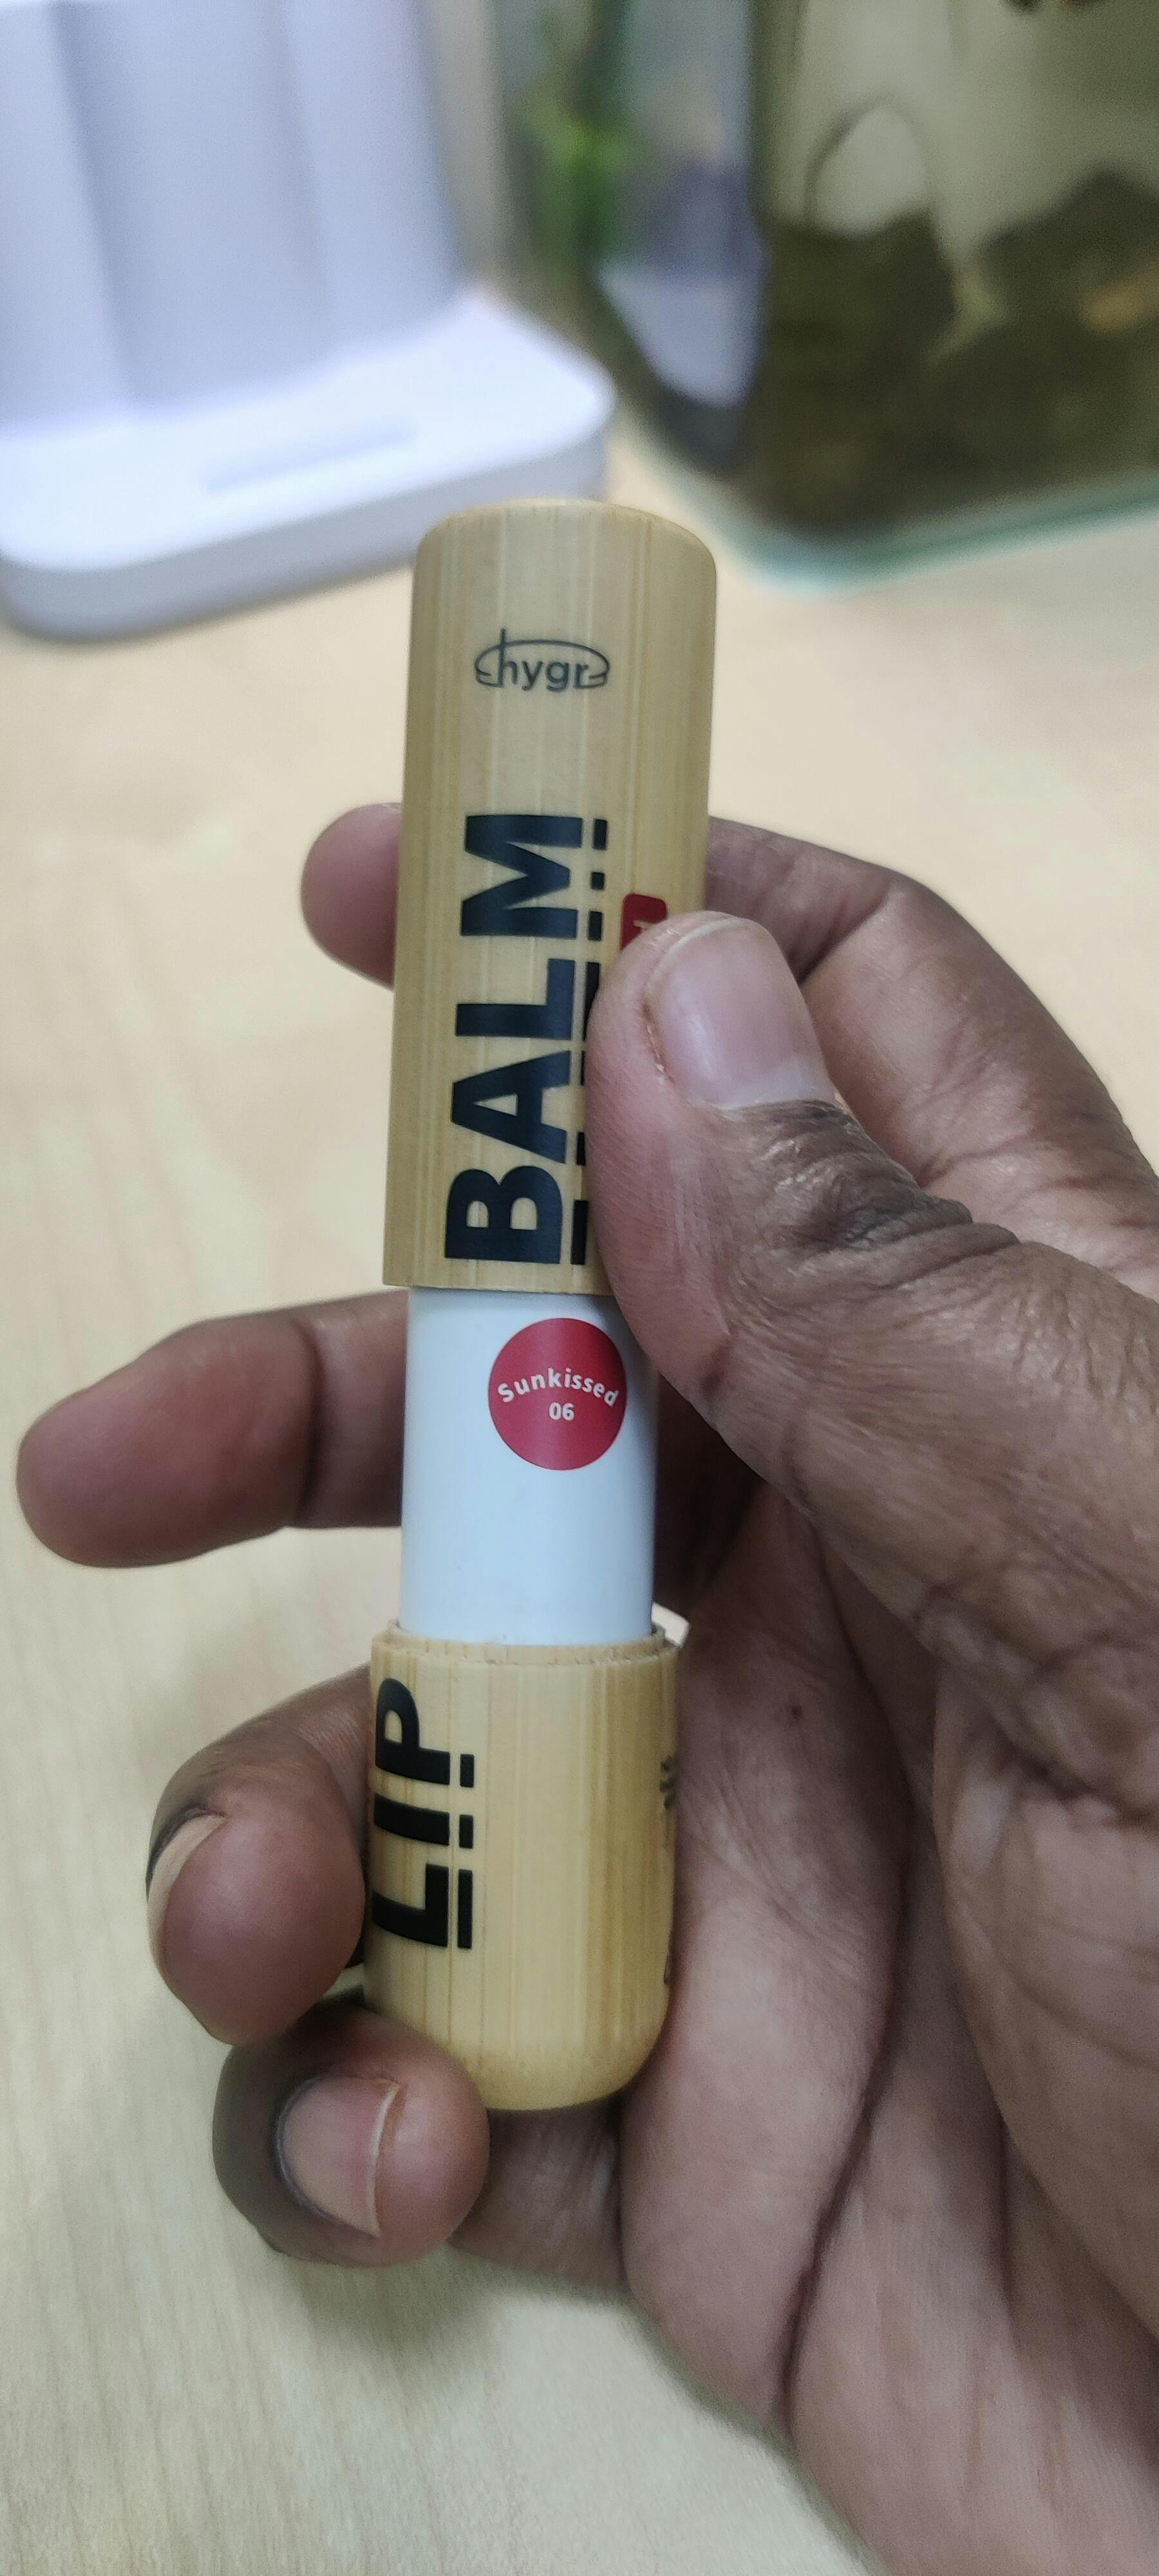 hygr
BALM
Sunkissed
06
LIP